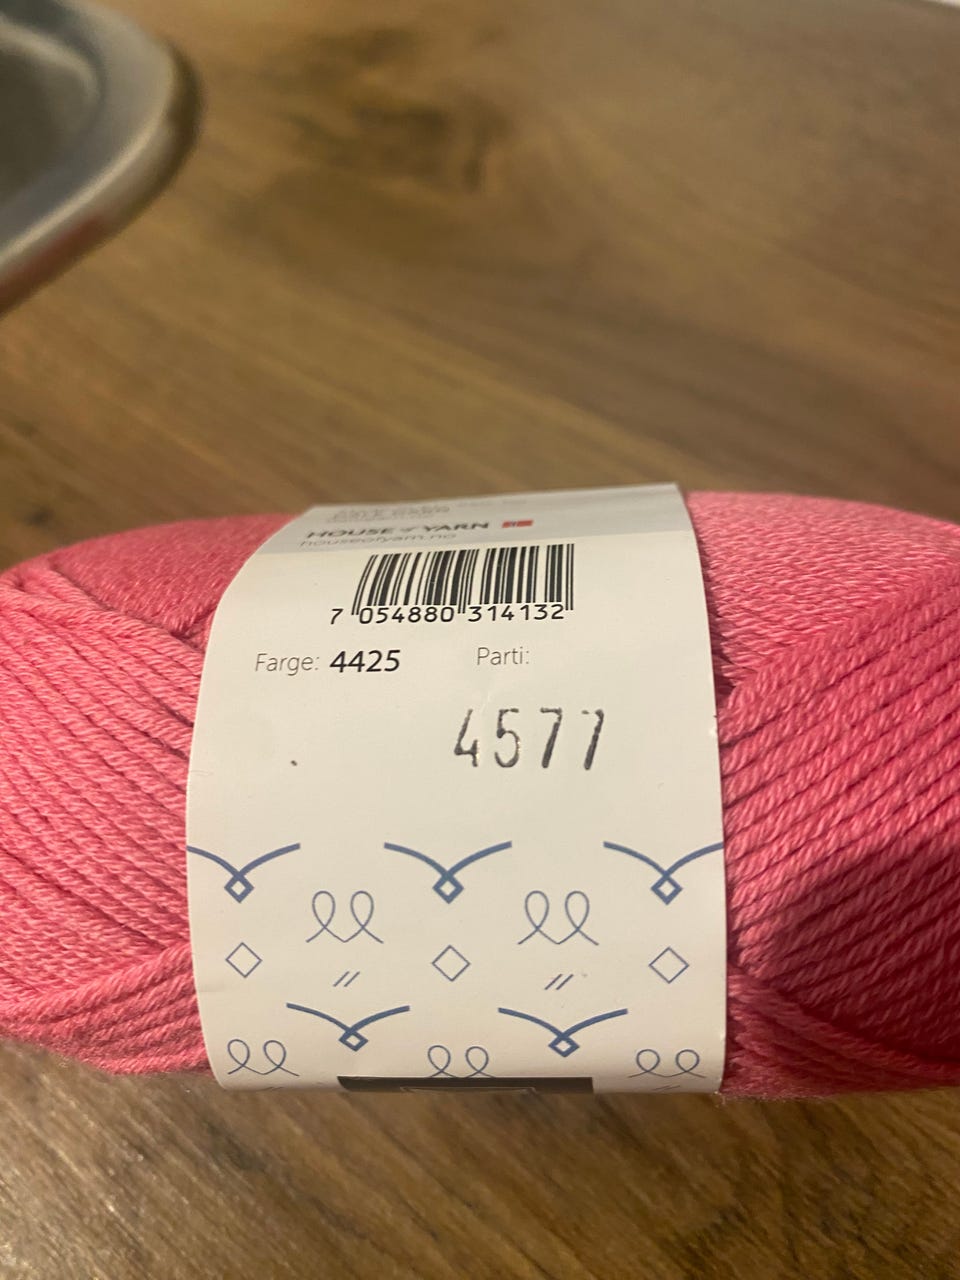 HOUSE of YARN
houseofyarn.no
7 054880 314132
Farge: 4425 Parti:
4577